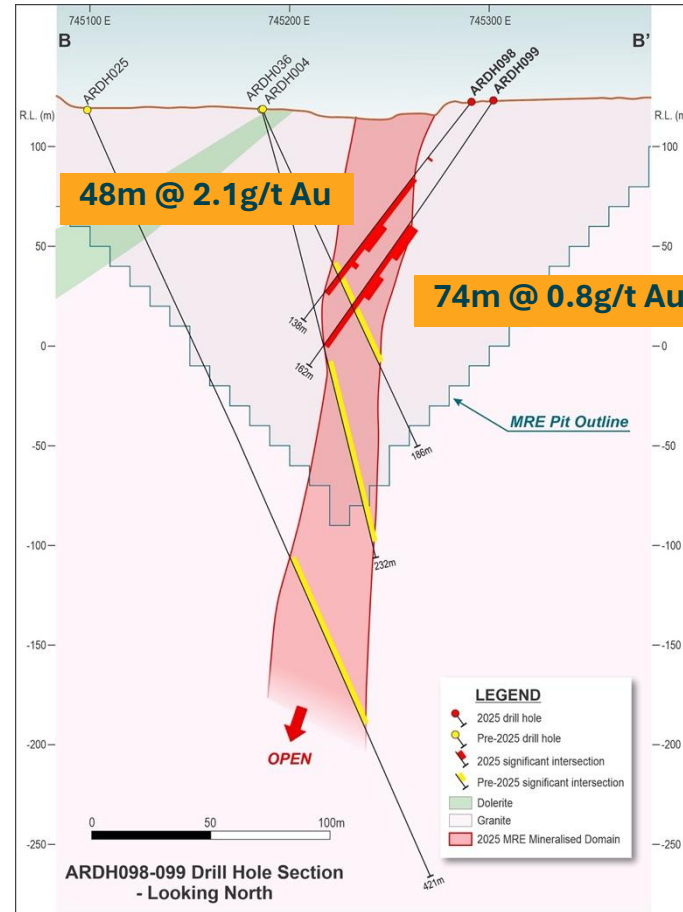 745100 E
745200 E
745300 E
B
B’
ARDH025
ARDH036
ARDH004
ARDH098
ARDH099
R.L. (m)
R.L. (m
100
100
48m @ 2.1g/t Au
50
50
74m @ 0.8g/t Au
138m
0
0
162m
MRE Pit Outline
-50
-50
186m
-100
-100
232m
-150
-150
-200
-200
OPEN
LEGEND
2025 drill hole
Pre-2025 drill hole
2025 significant intersection
Pre-2025 significant intersection
Dolerite
Granite
2025 MRE Mineralised Domain
0
50
100m
-250
-250
ARDH098-099 Drill Hole Section
- Looking North
421m